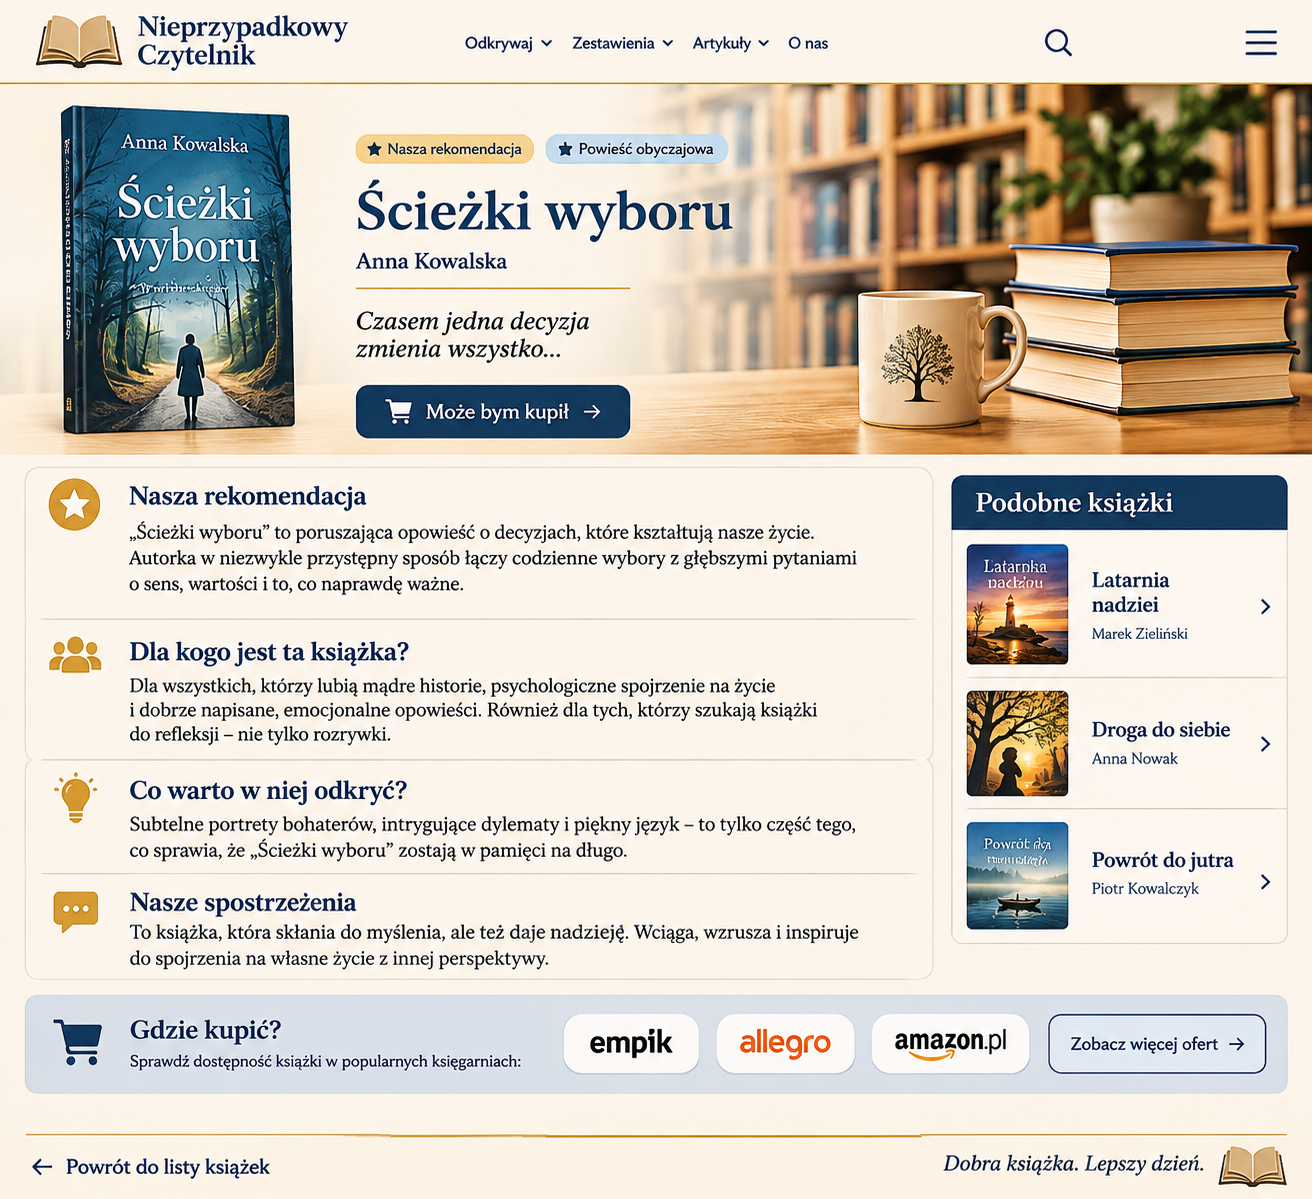 Nieprzypadkowy
Czytelnik
Odkrywaj
Zestawienia
Artykuły
O nas
Anna Kowalska
Ścieżki
wyboru
Nasza rekomendacja
Powieść obyczajowa
Ścieżki wyboru
Anna Kowalska
Czasem jedna decyzja
zmienia wszystko...
Może bym kupił →
Nasza rekomendacja
„Ścieżki wyboru” to poruszająca opowieść o decyzjach, które kształtują nasze życie.
Autorka w niezwykle przystępny sposób łączy codzienne wybory z głębszymi pytaniami
o sens, wartości i to, co naprawdę ważne.
Dla kogo jest ta książka?
Dla wszystkich, którzy lubią mądre historie, psychologiczne spojrzenie na życie
i dobrze napisane, emocjonalne opowieści. Również dla tych, którzy szukają książki
do refleksji – nie tylko rozrywki.
Co warto w niej odkryć?
Subtelne portrety bohaterów, intrygujące dylematy i piękny język – to tylko część tego,
co sprawia, że „Ścieżki wyboru” zostają w pamięci na długo.
Nasze spostrzeżenia
To książka, która skłania do myślenia, ale też daje nadzieję. Wciąga, wzrusza i inspiruje
do spojrzenia na własne życie z innej perspektywy.
Podobne książki
Latarnia
nadziei
Marek Zieliński
Droga do siebie
Anna Nowak
Powrót
Powrót do jutra
Piotr Kowalczyk
Gdzie kupić?
Sprawdź dostępność książki w popularnych księgarniach:
empik
allegro
amazon.pl
Zobacz więcej ofert →
← Powrót do listy książek
Dobra książka. Lepszy dzień.